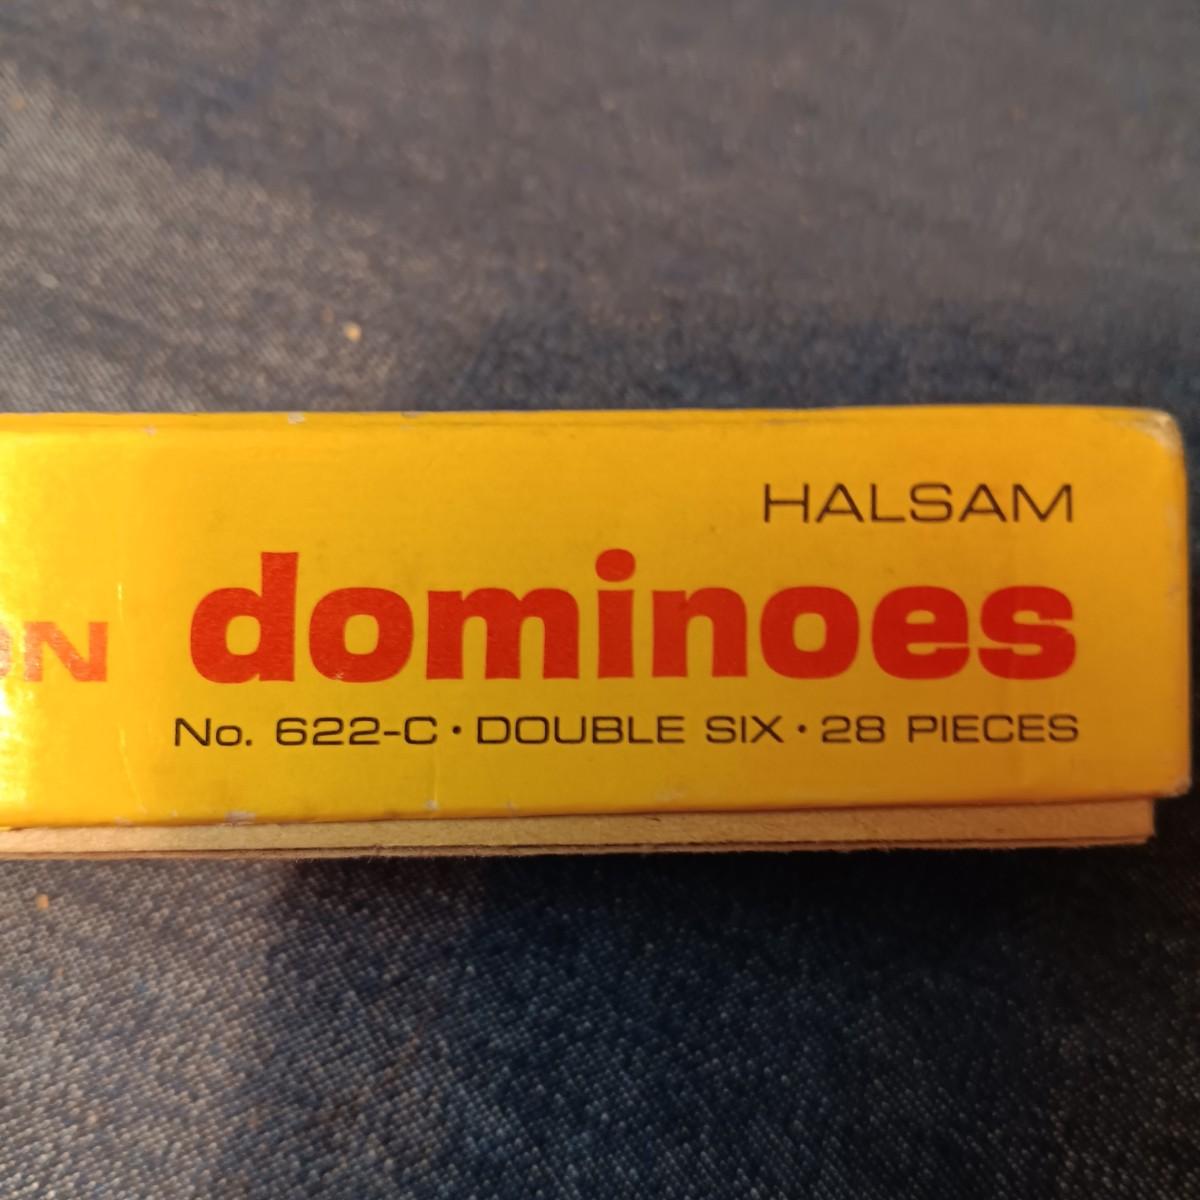 HALSAM
dominoes
No. 622-C • DOUBLE SIX • 28 PIECES